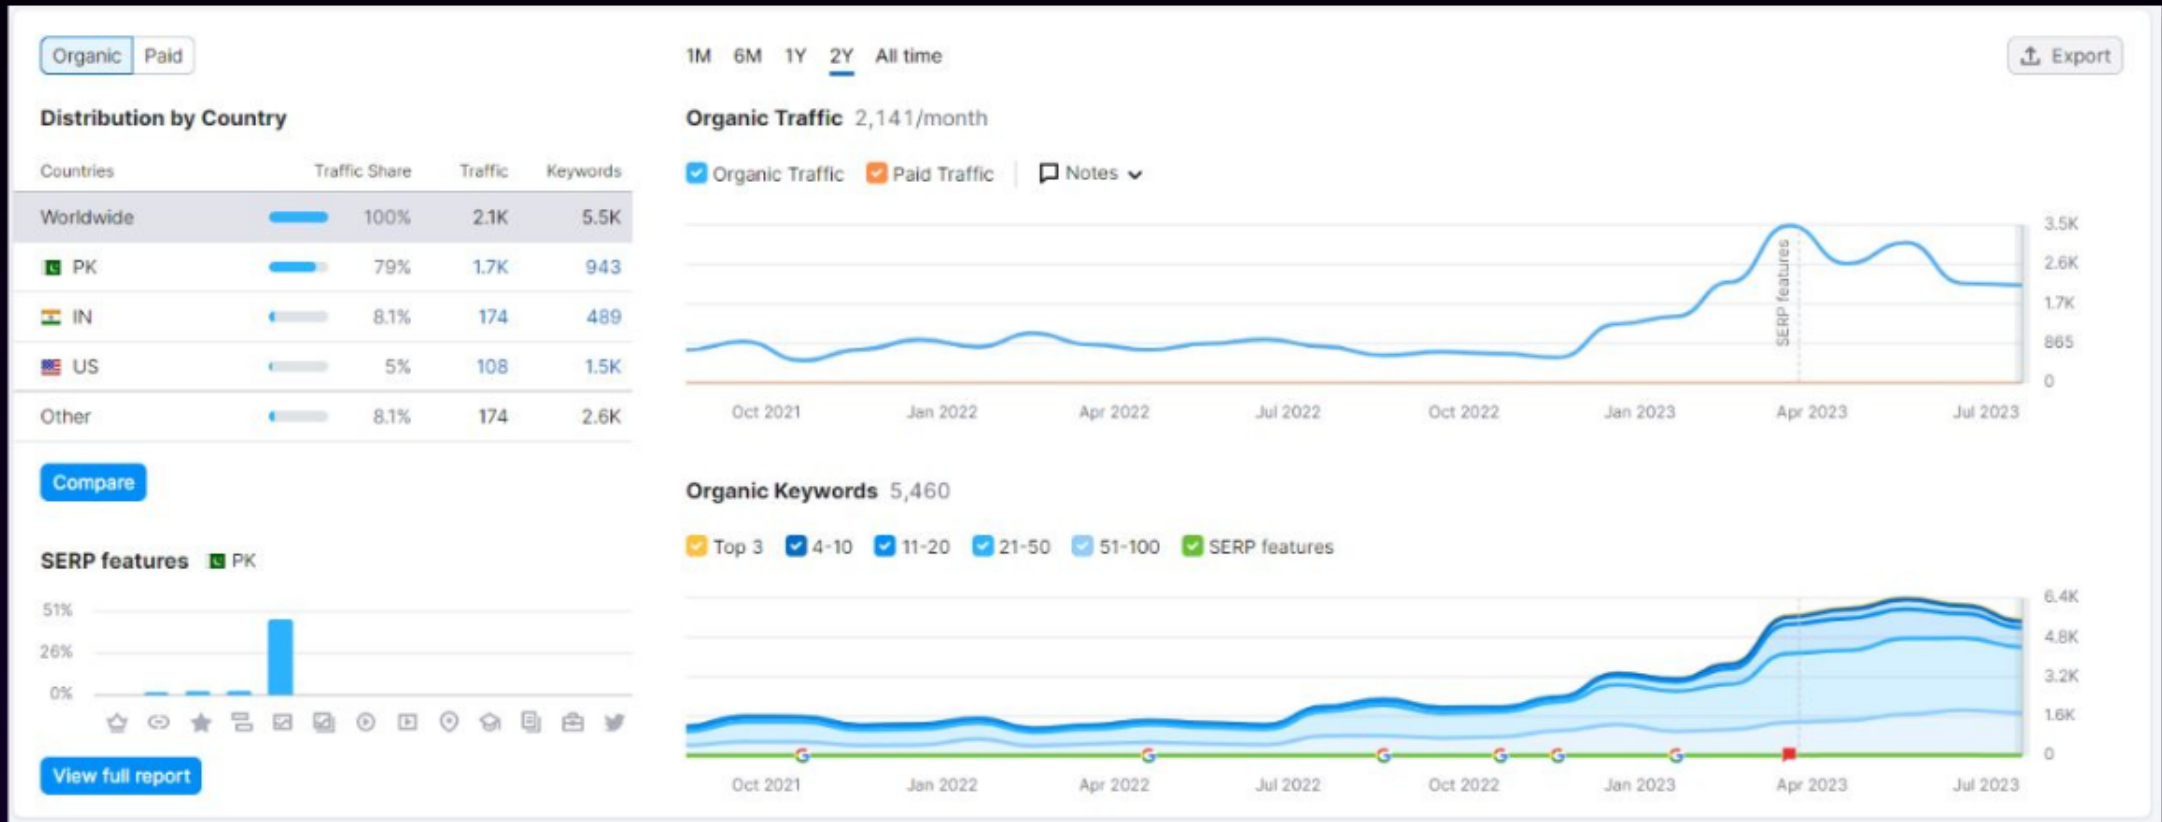 Organic Paid
Distribution by Country
Countries Traffic Share Traffic Keywords
Worldwide 100% 2.1K 5.5K
PK 79% 1.7K 943
IN 8.1% 174 489
US 5% 108 1.5K
Other 8.1% 174 2.6K
Compare
SERP features PK
51%
26%
0%
View full report
1M 6M 1Y 2Y All time
Export
Organic Traffic 2,141/month
Organic Traffic Paid Traffic Notes
3.5K
2.6K
1.7K
865
0
SERP features
Oct 2021 Jan 2022 Apr 2022 Jul 2022 Oct 2022 Jan 2023 Apr 2023 Jul 2023
Organic Keywords 5,460
Top 3 4-10 11-20 21-50 51-100 SERP features
6.4K
4.8K
3.2K
1.6K
0
G G G G G G
Oct 2021 Jan 2022 Apr 2022 Jul 2022 Oct 2022 Jan 2023 Apr 2023 Jul 2023